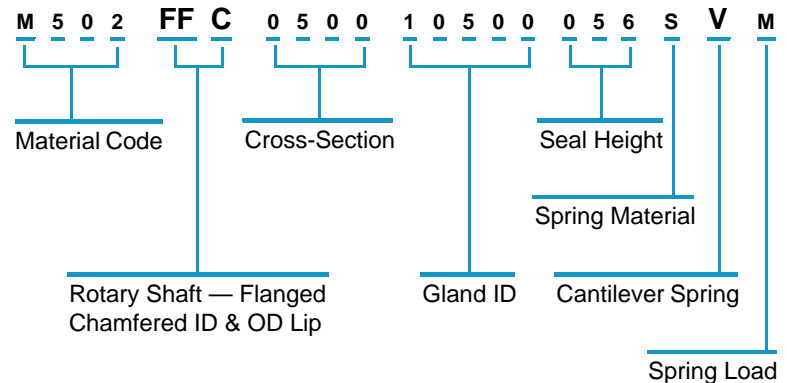 M 5 0 2 FF C 0 5 0 0 1 0 5 0 0 0 5 6 S V M
Material Code Cross-Section Seal Height
Spring Material
Rotary Shaft — Flanged Gland ID Cantilever Spring
Chamfered ID & OD Lip
Spring Load